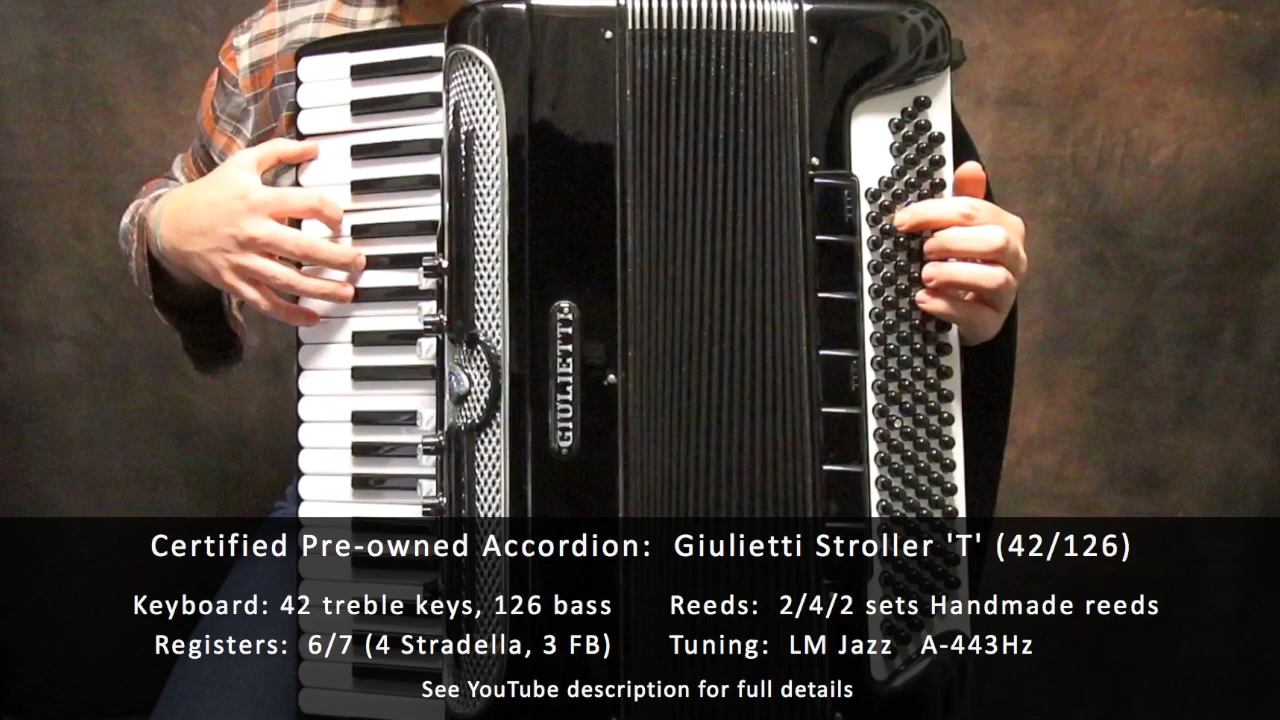 GIULIETTI
Certified Pre-owned Accordion: Giulietti Stroller 'T' (42/126)
Keyboard: 42 treble keys, 126 bass
Reeds: 2/4/2 sets Handmade reeds
Registers: 6/7 (4 Stradella, 3 FB)
Tuning: LM Jazz A-443Hz
See YouTube description for full details